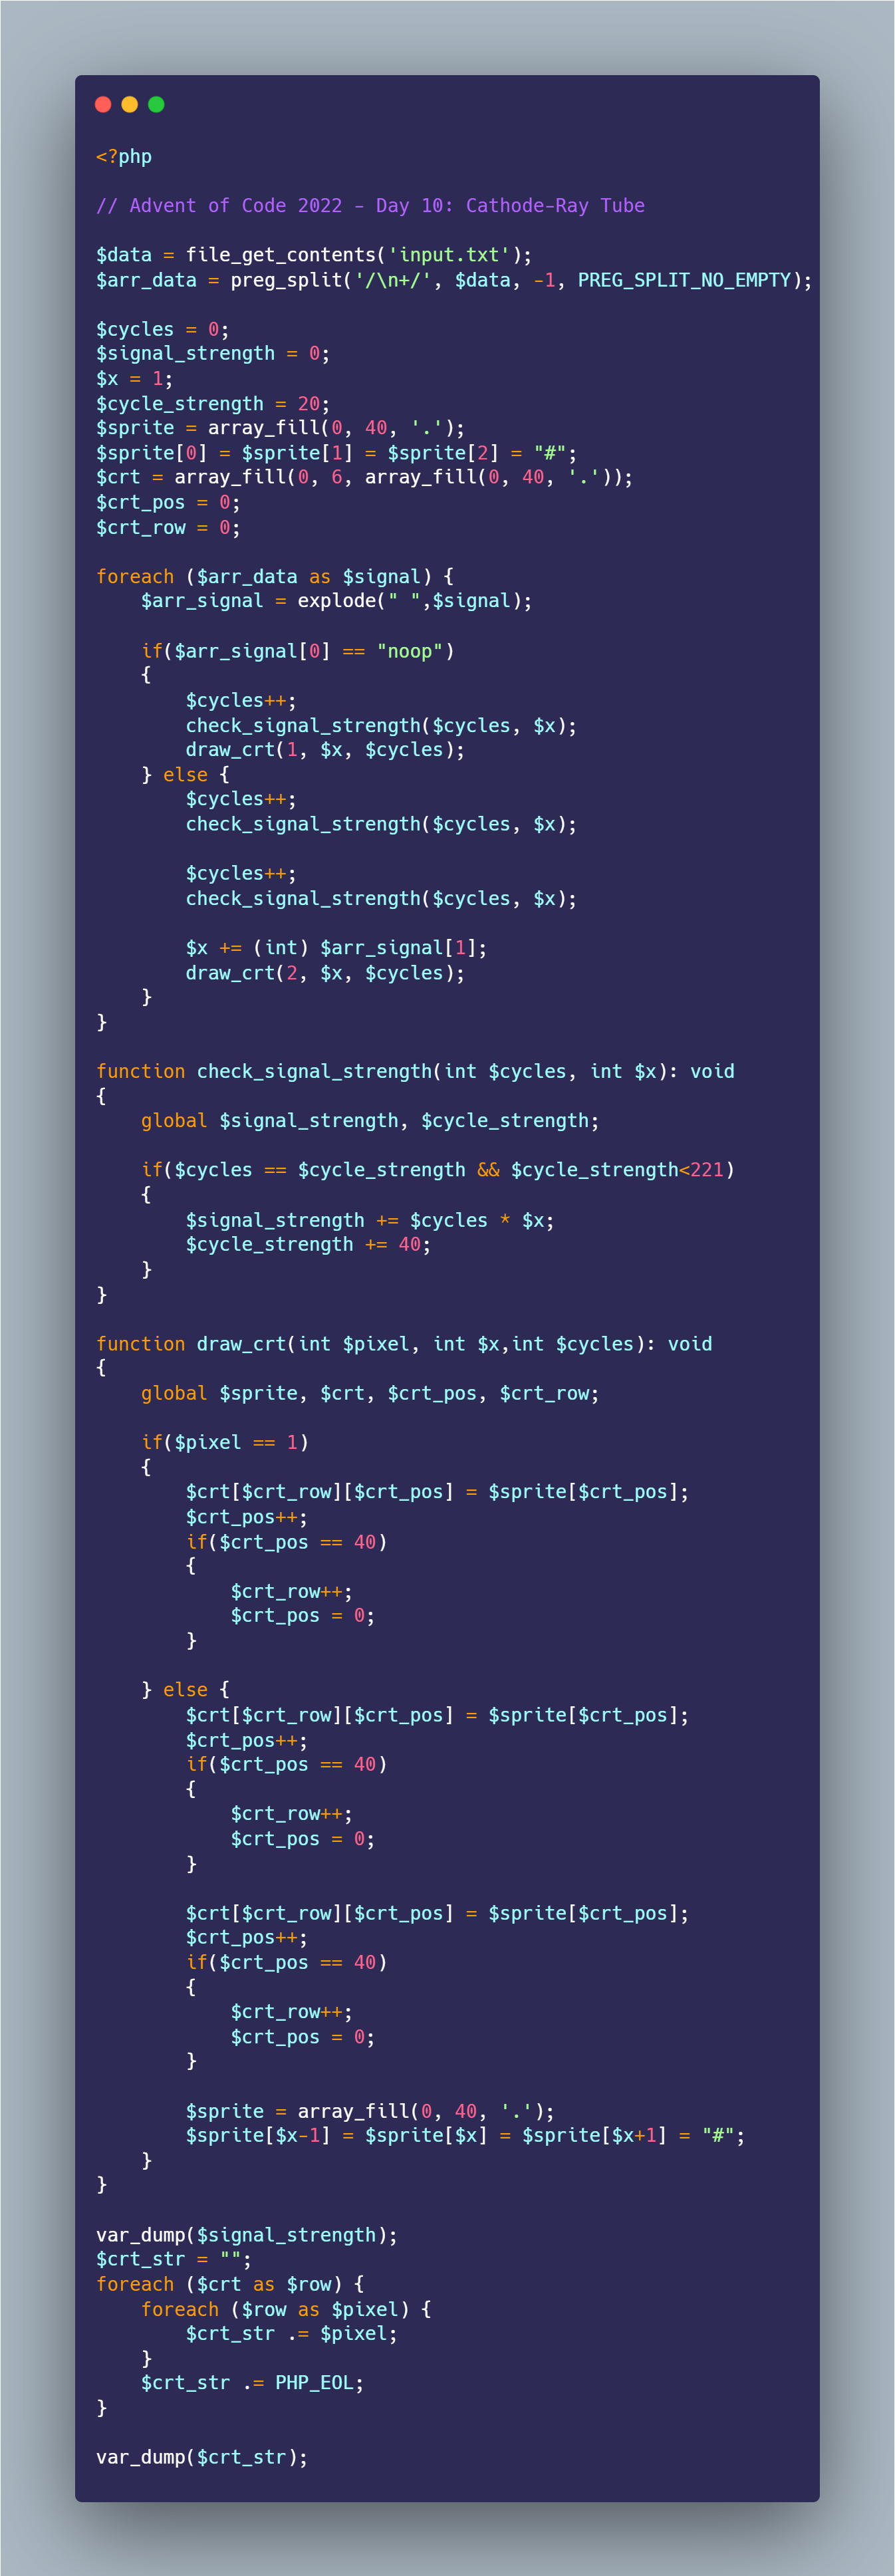 <?php

// Advent of Code 2022 - Day 10: Cathode-Ray Tube

$data = file_get_contents('input.txt');
$arr_data = preg_split('/\n+/', $data, -1, PREG_SPLIT_NO_EMPTY);

$cycles = 0;
$signal_strength = 0;
$x = 1;
$cycle_strength = 20;
$sprite = array_fill(0, 40, '.');
$sprite[0] = $sprite[1] = $sprite[2] = "#";
$crt = array_fill(0, 6, array_fill(0, 40, '.'));
$crt_pos = 0;
$crt_row = 0;

foreach ($arr_data as $signal) {
    $arr_signal = explode(" ",$signal);

    if($arr_signal[0] == "noop")
    {
        $cycles++;
        check_signal_strength($cycles, $x);
        draw_crt(1, $x, $cycles);
    } else {
        $cycles++;
        check_signal_strength($cycles, $x);

        $cycles++;
        check_signal_strength($cycles, $x);

        $x += (int) $arr_signal[1];
        draw_crt(2, $x, $cycles);
    }
}

function check_signal_strength(int $cycles, int $x): void
{
    global $signal_strength, $cycle_strength;

    if($cycles == $cycle_strength && $cycle_strength<221)
    {
        $signal_strength += $cycles * $x;
        $cycle_strength += 40;
    }
}

function draw_crt(int $pixel, int $x,int $cycles): void
{
    global $sprite, $crt, $crt_pos, $crt_row;

    if($pixel == 1)
    {
        $crt[$crt_row][$crt_pos] = $sprite[$crt_pos];
        $crt_pos++;
        if($crt_pos == 40)
        {
            $crt_row++;
            $crt_pos = 0;
        }

    } else {
        $crt[$crt_row][$crt_pos] = $sprite[$crt_pos];
        $crt_pos++;
        if($crt_pos == 40)
        {
            $crt_row++;
            $crt_pos = 0;
        }

        $crt[$crt_row][$crt_pos] = $sprite[$crt_pos];
        $crt_pos++;
        if($crt_pos == 40)
        {
            $crt_row++;
            $crt_pos = 0;
        }

        $sprite = array_fill(0, 40, '.');
        $sprite[$x-1] = $sprite[$x] = $sprite[$x+1] = "#";
    }
}

var_dump($signal_strength);
$crt_str = "";
foreach ($crt as $row) {
    foreach ($row as $pixel) {
        $crt_str .= $pixel;
    }
    $crt_str .= PHP_EOL;
}

var_dump($crt_str);